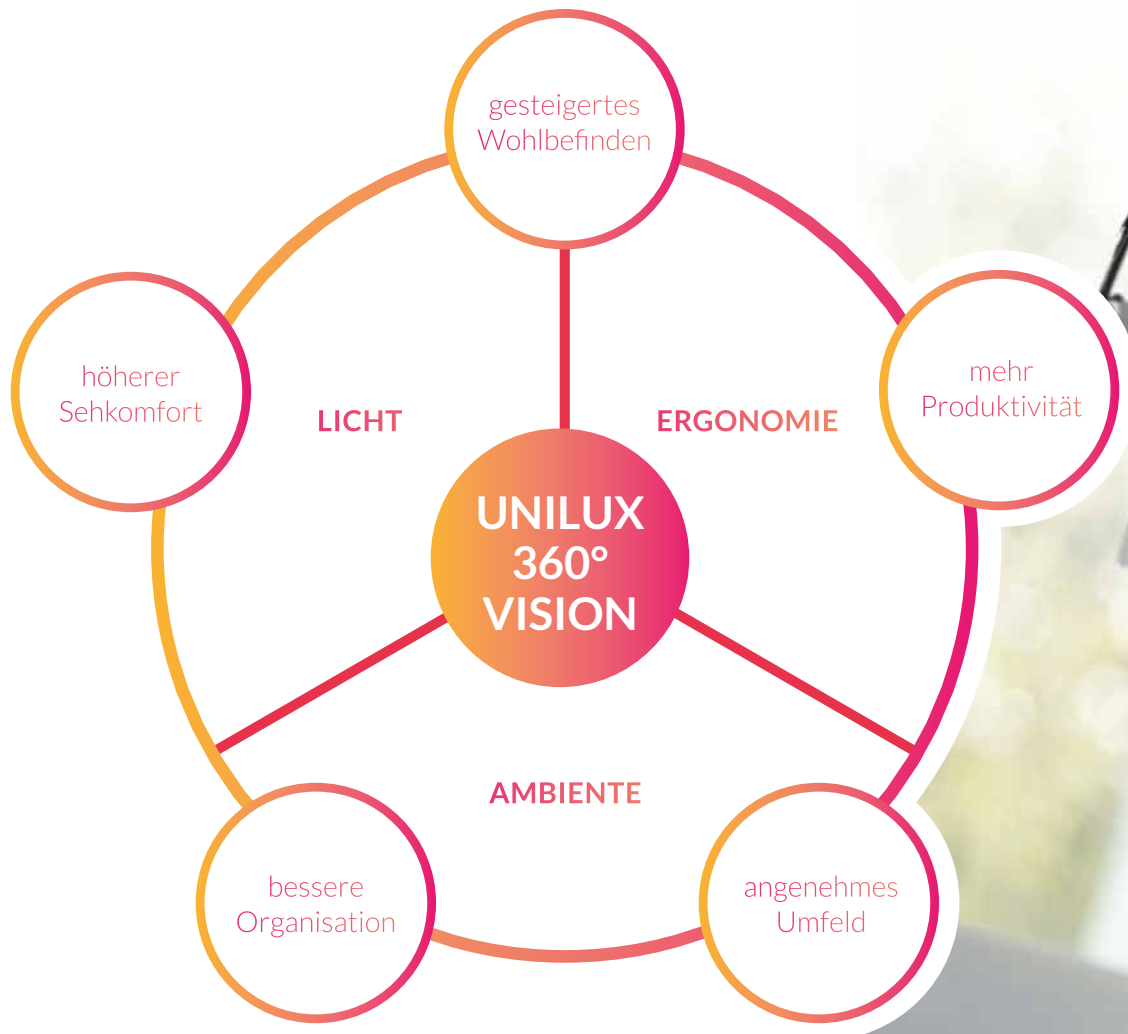 gesteigertes
Wohlbefinden
höherer
Sehkomfort
mehr
Produktivität
LICHT
ERGONOMIE
UNILUX
360°
VISION
AMBIENTE
bessere
Organisation
angenehmes
Umfeld